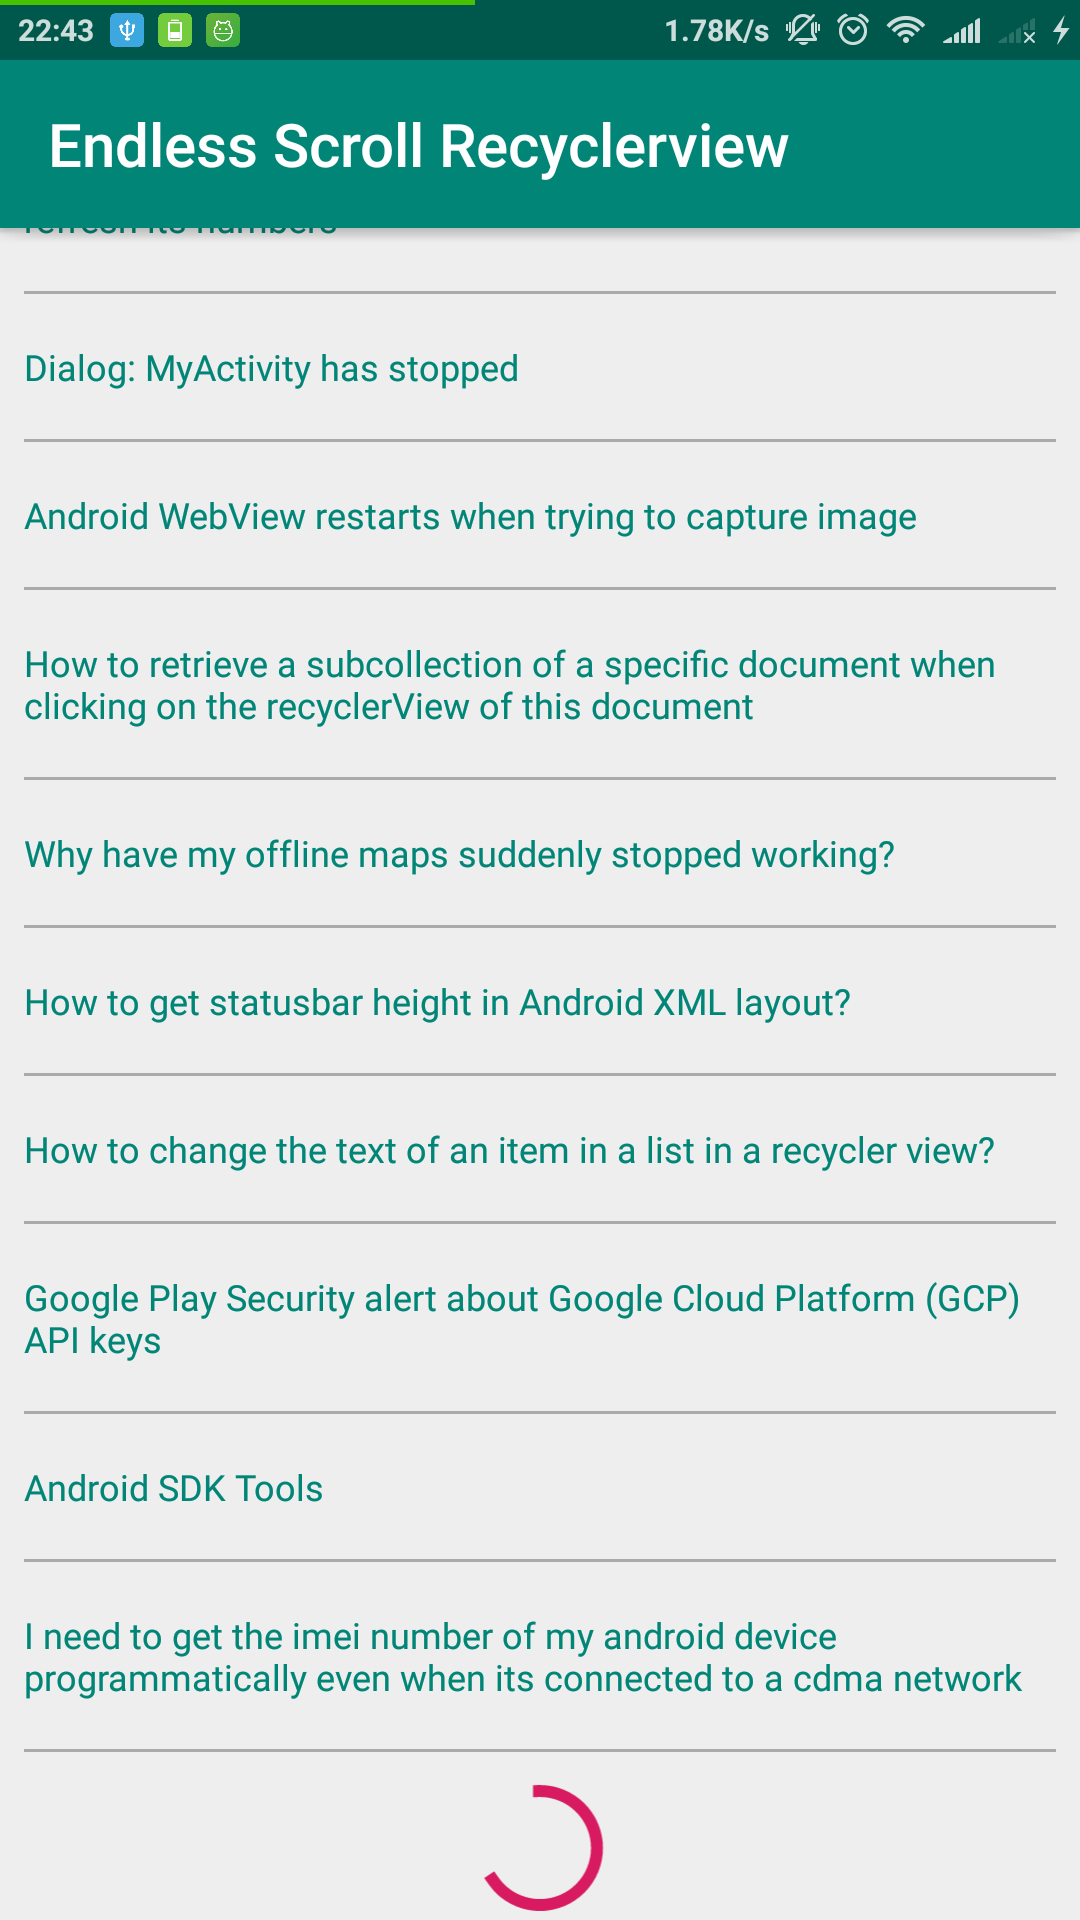 22:43
1.78K/s
Endless Scroll Recyclerview
refresh its numbers
Dialog: MyActivity has stopped
Android WebView restarts when trying to capture image
How to retrieve a subcollection of a specific document when
clicking on the recyclerView of this document
Why have my offline maps suddenly stopped working?
How to get statusbar height in Android XML layout?
How to change the text of an item in a list in a recycler view?
Google Play Security alert about Google Cloud Platform (GCP)
API keys
Android SDK Tools
I need to get the imei number of my android device
programmatically even when its connected to a cdma network